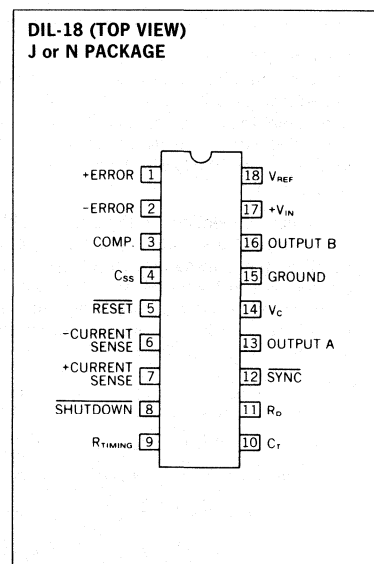 DIL-18 (TOP VIEW)
J or N PACKAGE
+ERROR 1
-ERROR 2
COMP. 3
CSS 4
RESET 5
-CURRENT
SENSE 6
+CURRENT
SENSE 7
SHUTDOWN 8
RTIMING 9
18 VREF
17 +VIN
16 OUTPUT B
15 GROUND
14 VC
13 OUTPUT A
12 SYNC
11 RD
10 CT